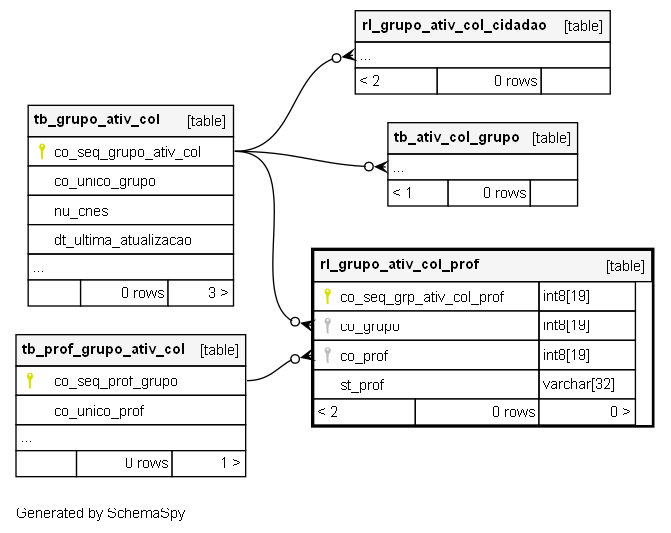 rl_grupo_ativ_col_cidadao [table]
...
< 2 0 rows
tb_grupo_ativ_col [table]
co_seq_grupo_ativ_col
co_unico_grupo
nu_cnes
dt_ultima_atualizacao
...
0 rows 3 >
tb_ativ_col_grupo [table]
...
< 1 0 rows
rl_grupo_ativ_col_prof [table]
co_seq_grp_ativ_col_prof int8[19]
co_grupo int8[19]
co_prof int8[19]
st_prof varchar[32]
< 2 0 rows 0 >
tb_prof_grupo_ativ_col [table]
co_seq_prof_grupo
co_unico_prof
...
0 rows 1 >
Generated by SchemaSpy